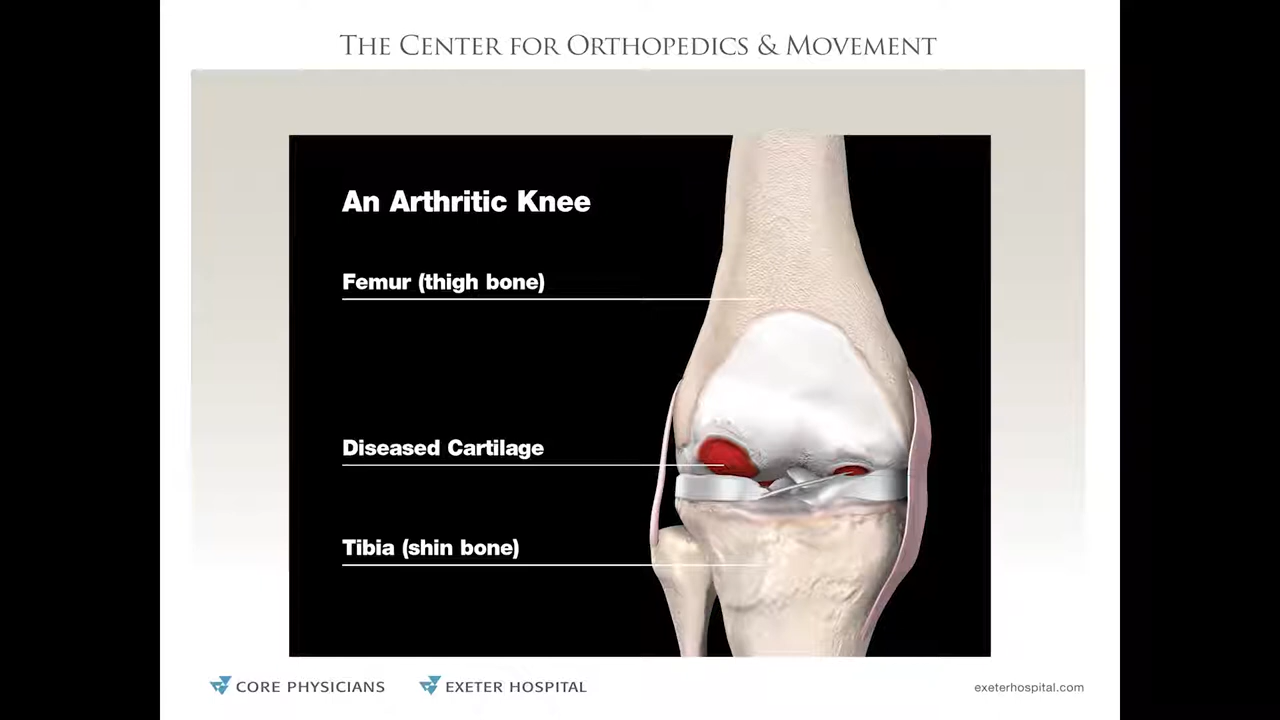 THE CENTER FOR ORTHOPEDICS & MOVEMENT
An Arthritic Knee
Femur (thigh bone)
Diseased Cartilage
Tibia (shin bone)
CORE PHYSICIANS
EXETER HOSPITAL
exeterhospital.com